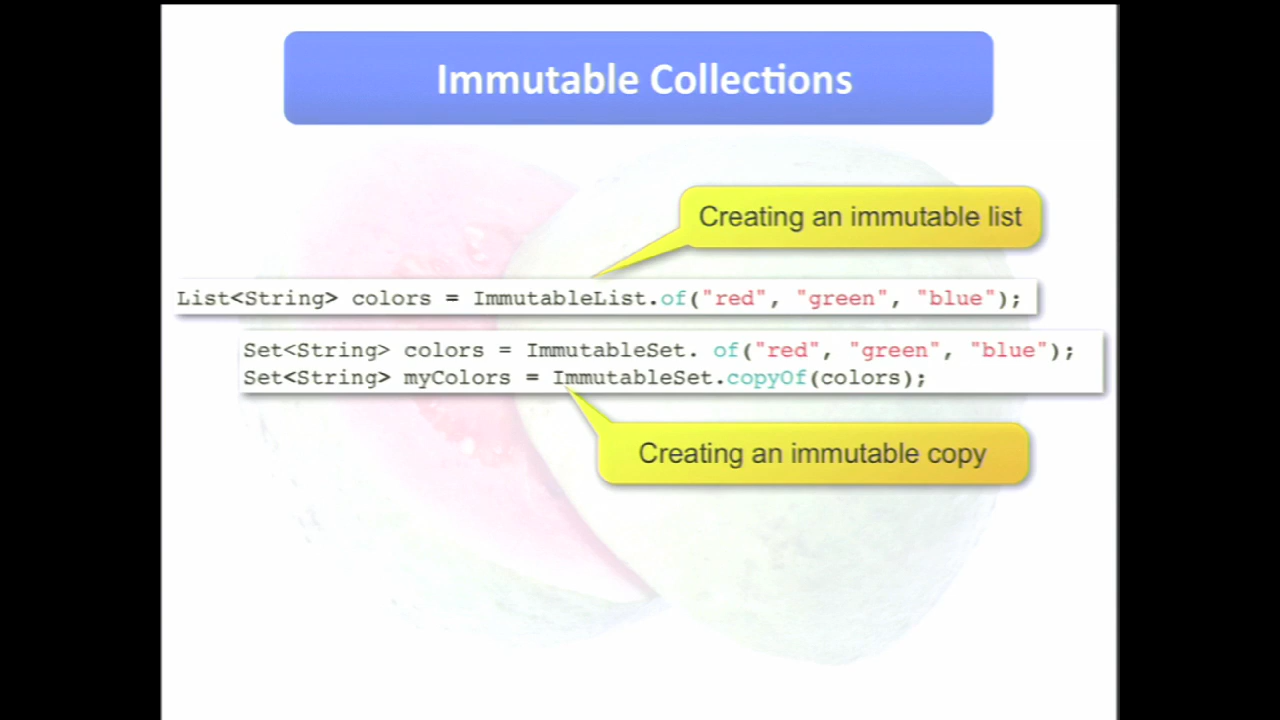 Immutable Collections
Creating an immutable list
List<String> colors = ImmutableList.of("red", "green", "blue");
Set<String> colors = ImmutableSet. of("red", "green", "blue");
Set<String> myColors = ImmutableSet.copyOf(colors);
Creating an immutable copy